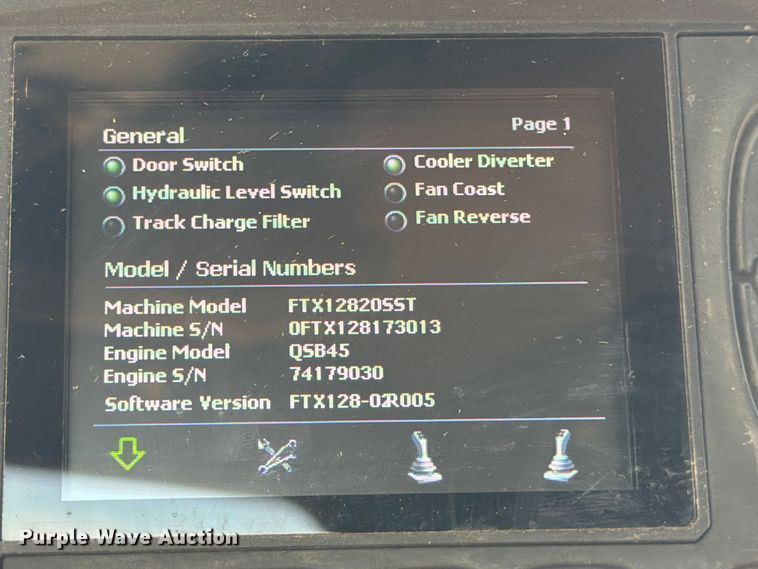 General
Page 1
Door Switch
Cooler Diverter
Hydraulic Level Switch
Fan Coast
Track Charge Filter
Fan Reverse
Model / Serial Numbers
Machine Model FTX12820SST
Machine S/N 0FTX128173013
Engine Model QSB45
Engine S/N 74179030
Software Version FTX128-02R005
Purple Wave Auction